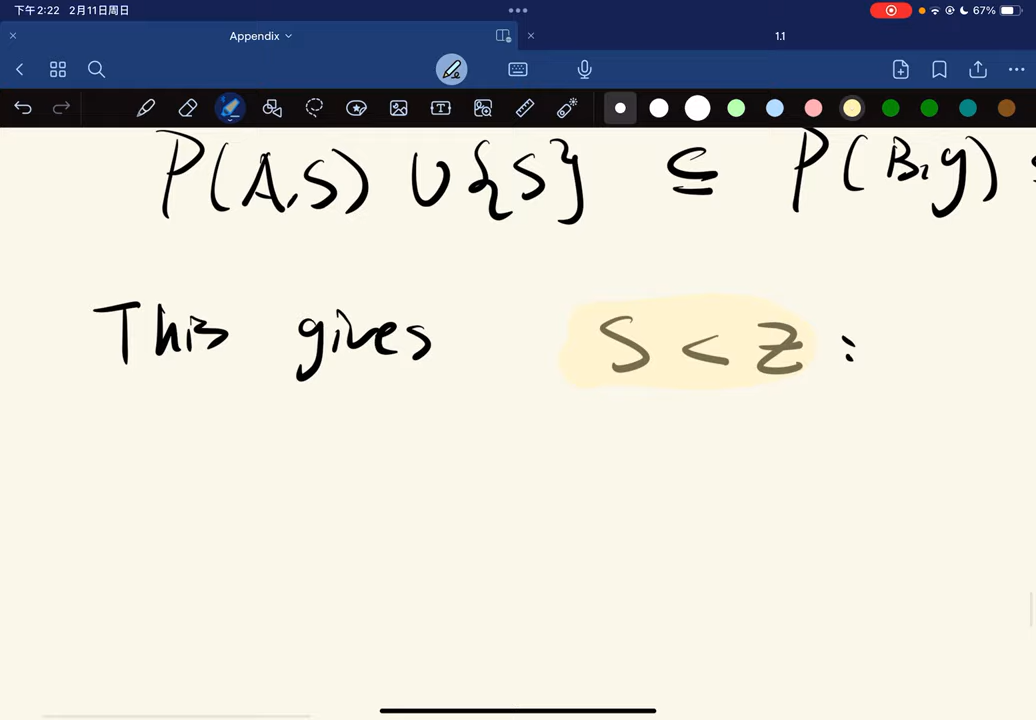 下午2:22 2月11日周日 67%
Appendix 1.1
P(A,S) ∪{S} ⊆ P(B,y)
This gives S < Z :